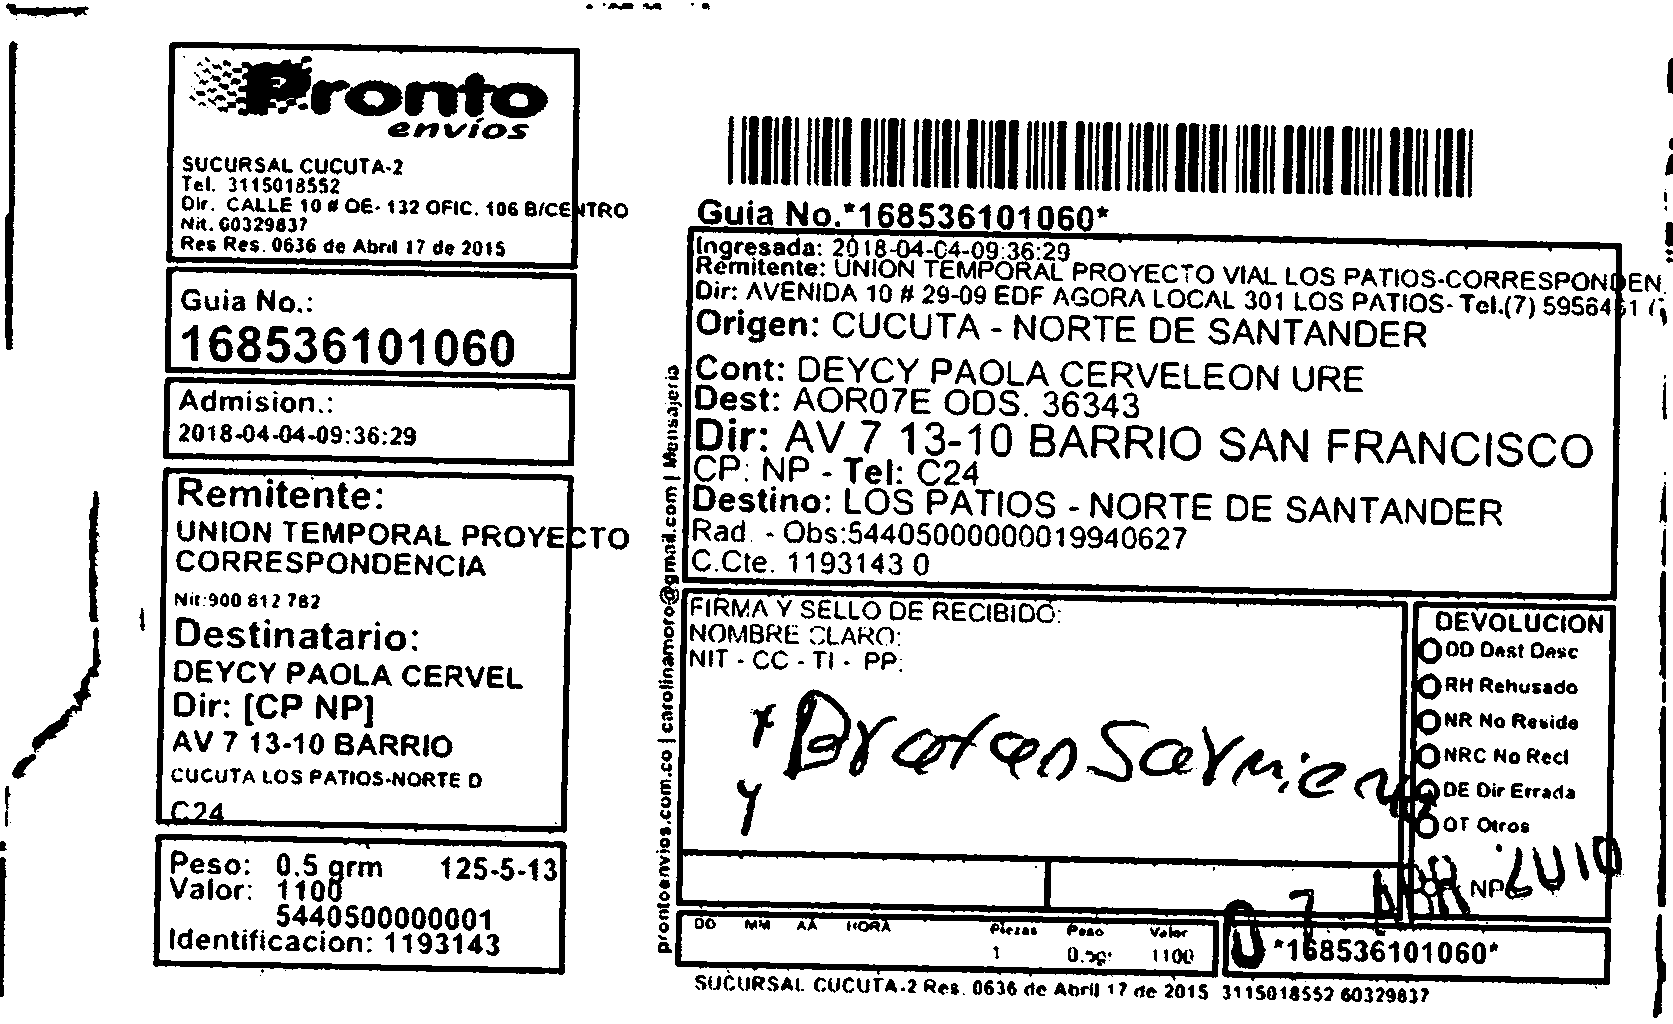 Pronto
envíos
SUCURSAL CUCUTA-2
Tel. 3115018552
Dir. CALLE 10 # OE- 132 OFIC. 106 B/CENTRO
Nit. 60329837
Res Res. 0636 de Abril 17 de 2015
Guia No.:
168536101060
Admision.:
2018-04-04-09:36:29
Remitente:
UNION TEMPORAL PROYECTO
CORRESPONDENCIA
Nit:900 812 782
Destinatario:
DEYCY PAOLA CERVEL
Dir: [CP NP]
AV 7 13-10 BARRIO
CUCUTA LOS PATIOS-NORTE D
C24
Peso: 0.5 grm 125-5-13
Valor: 1100
5440500000001
Identificacion: 1193143
prontoenvios.com.co | carolinamoro@gmail.com | Mensajeria
Guia No.*168536101060*
Ingresada: 2018-04-04-09:36:29
Remitente: UNION TEMPORAL PROYECTO VIAL LOS PATIOS-CORRESPONDEN
Dir: AVENIDA 10 # 29-09 EDF AGORA LOCAL 301 LOS PATIOS- Tel.(7) 5956461
Origen: CUCUTA - NORTE DE SANTANDER
Cont: DEYCY PAOLA CERVELEON URE
Dest: AOR07E ODS. 36343
Dir: AV 7 13-10 BARRIO SAN FRANCISCO
CP: NP - Tel: C24
Destino: LOS PATIOS - NORTE DE SANTANDER
Rad. - Obs:54405000000019940627
C.Cte. 1193143 0
FIRMA Y SELLO DE RECIBIDO:
NOMBRE CLARO:
NIT - CC - TI - PP:
DEVOLUCION
OD Dest Desc
RH Rehusado
NR No Reside
NRC No Recl
DE Dir Errada
OT Otros
NP
DD MM AA HORA Piezas Peso Valor
1 1100
*168536101060*
SUCURSAL CUCUTA-2 Res. 0636 de Abril 17 de 2015 3115018552 60329837